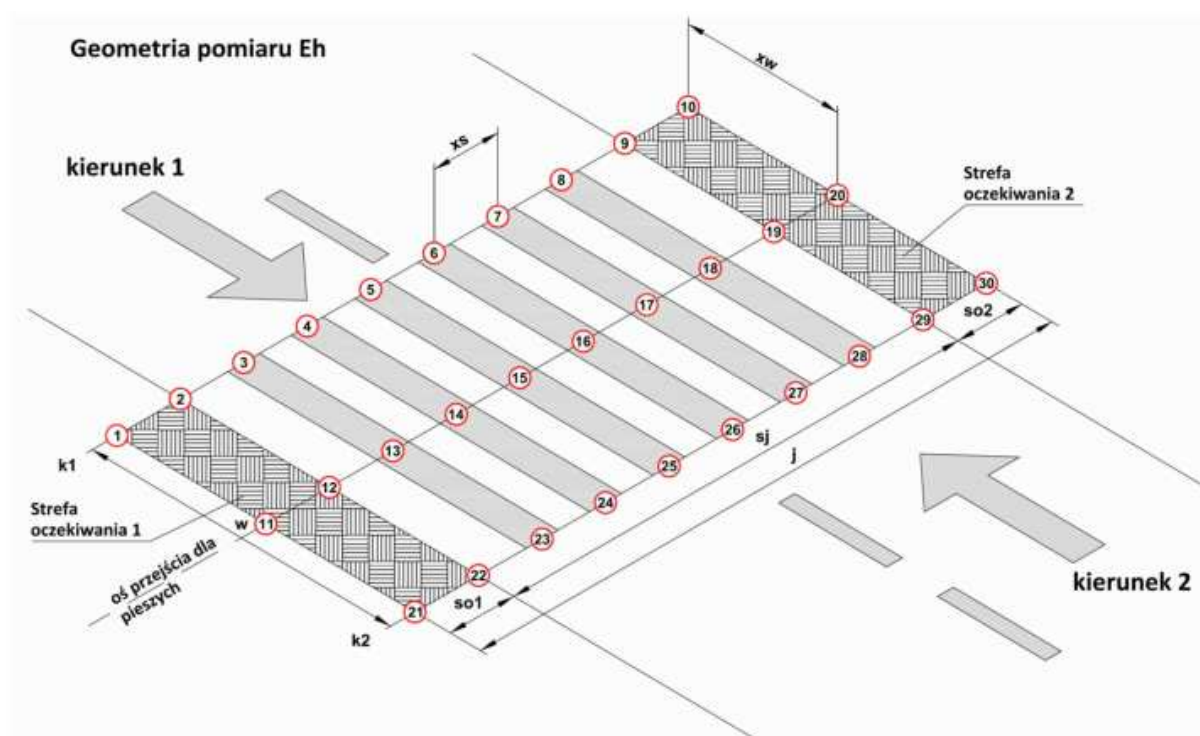 Geometria pomiaru Eh
xw
10
9
kierunek 1
xs
8
Strefa
oczekiwania 2
7
20
6
19
5
18
30
4
17
29
so2
3
16
28
2
15
27
1
14
26
sj
k1
13
25
j
12
24
Strefa
oczekiwania 1
w
11
23
kierunek 2
oś przejścia dla
pieszych
22
so1
21
k2